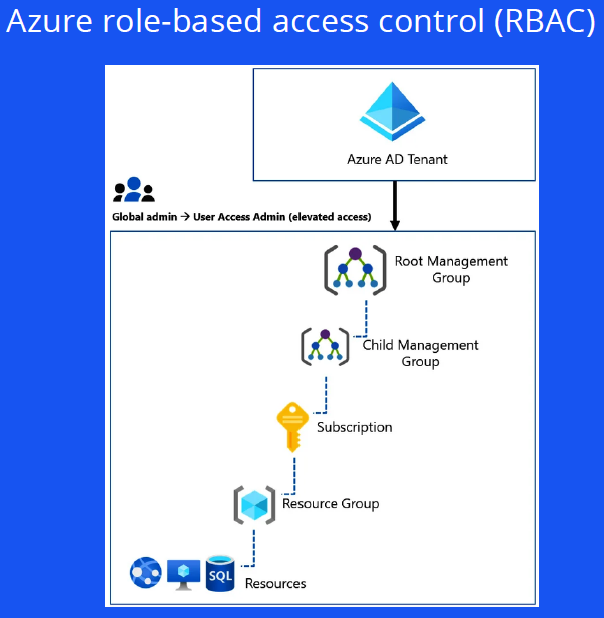 Azure role-based access control (RBAC)
Azure AD Tenant
Global admin → User Access Admin (elevated access)
Root Management
Group
Child Management
Group
Subscription
Resource Group
SQL
Resources